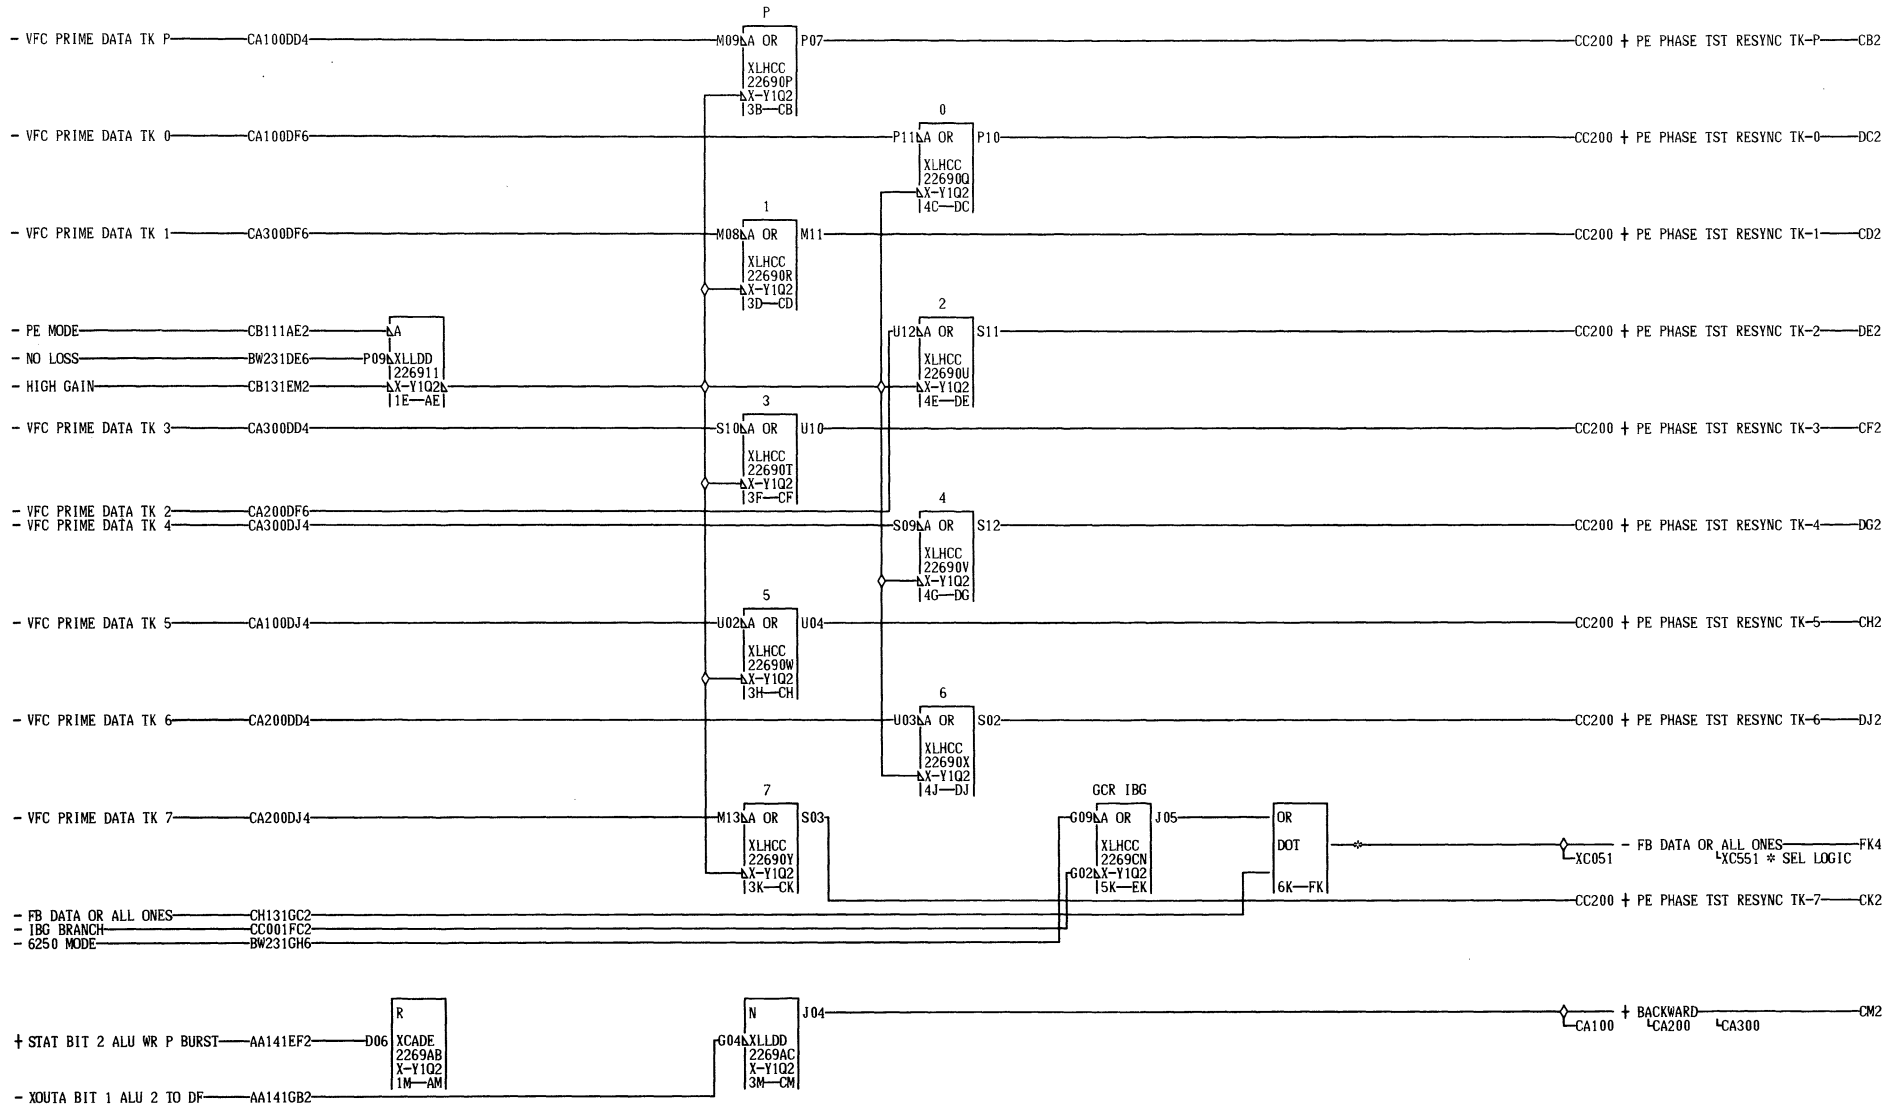 P
- VFC PRIME DATA TK P CA100DD4 M09 A OR P07 CC200 + PE PHASE TST RESYNC TK-P CB2
XLHCC
22690P
X-Y1Q2
3B CB
0
- VFC PRIME DATA TK 0 CA100DF6 P11 A OR P10 CC200 + PE PHASE TST RESYNC TK-0 DC2
XLHCC
22690Q
X-Y1Q2
4C DC
1
- VFC PRIME DATA TK 1 CA300DF6 M08 A OR M11 CC200 + PE PHASE TST RESYNC TK-1 CD2
XLHCC
22690R
X-Y1Q2
3D CD
2
- PE MODE CB111AE2 A U12 A OR S11 CC200 + PE PHASE TST RESYNC TK-2 DE2
- NO LOSS BW231DE6 P09 XLLDD XLHCC
226911 22690U
- HIGH GAIN CB131EM2 X-Y1Q2 X-Y1Q2
1E AE 4E DE
3
- VFC PRIME DATA TK 3 CA300DD4 S10 A OR U10 CC200 + PE PHASE TST RESYNC TK-3 CF2
XLHCC
22690T
X-Y1Q2
3F CF
4
- VFC PRIME DATA TK 2 CA200DF6
- VFC PRIME DATA TK 4 CA300DJ4 S09 A OR S12 CC200 + PE PHASE TST RESYNC TK-4 DG2
XLHCC
22690V
X-Y1Q2
4G DG
5
- VFC PRIME DATA TK 5 CA100DJ4 U02 A OR U04 CC200 + PE PHASE TST RESYNC TK-5 CH2
XLHCC
22690W
X-Y1Q2
3H CH
6
- VFC PRIME DATA TK 6 CA200DD4 U03 A OR S02 CC200 + PE PHASE TST RESYNC TK-6 DJ2
XLHCC
22690X
X-Y1Q2
4J DJ
7 GCR IBG
- VFC PRIME DATA TK 7 CA200DJ4 M13 A OR S03 G09 A OR J05 OR
XLHCC XLHCC DOT * - FB DATA OR ALL ONES FK4
22690Y 2269CN XC051 XC551 * SEL LOGIC
X-Y1Q2 G02 X-Y1Q2
3K CK 5K EK 6K FK
CC200 + PE PHASE TST RESYNC TK-7 CK2
- FB DATA OR ALL ONES CH131GC2
- IBG BRANCH CC001FC2
- 6250 MODE BW231GH6
R N J04 + BACKWARD CM2
CA100 CA200 CA300
+ STAT BIT 2 ALU WR P BURST AA141EF2 D06 XCADE G04 XLLDD
2269AB 2269AC
X-Y1Q2 X-Y1Q2
1M AM 3M CM
- XOUTA BIT 1 ALU 2 TO DF AA141GB2